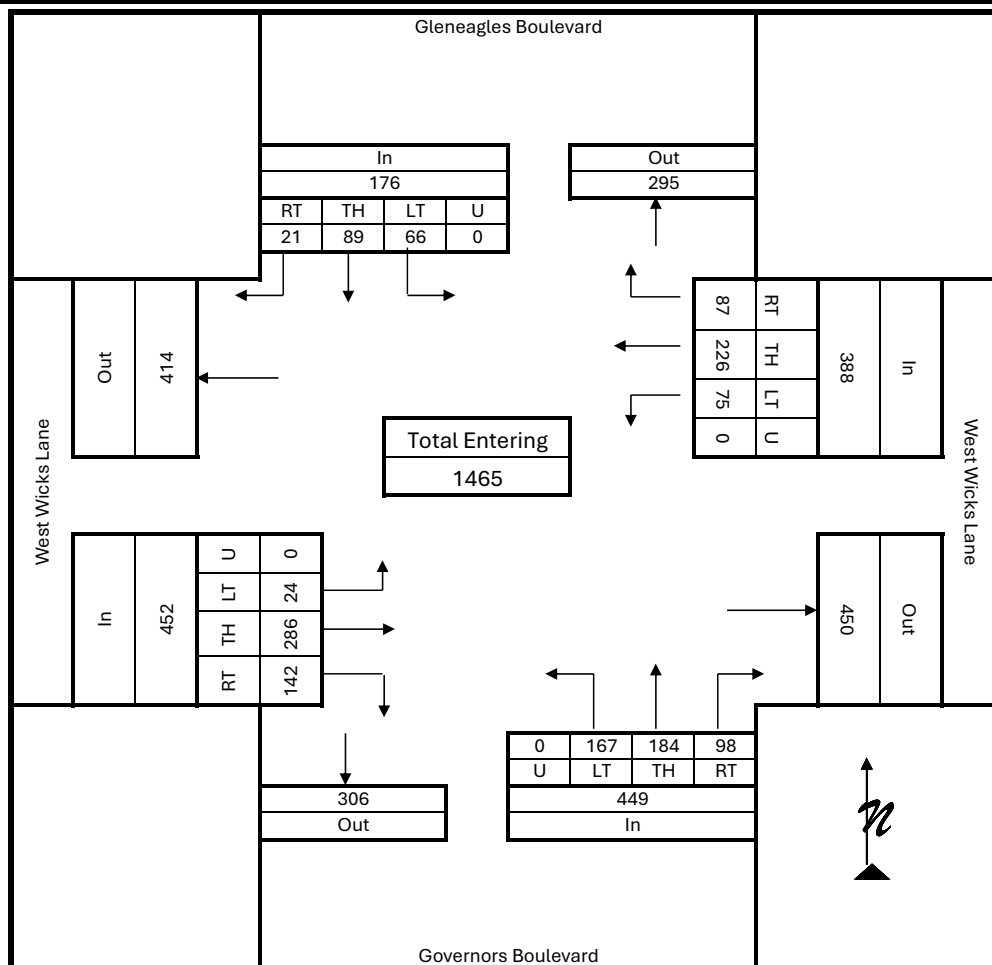 Gleneagles Boulevard
In
176
RT TH LT U
21 89 66 0
Out
295
Out
414
West Wicks Lane
87 RT
226 TH
75 LT
0 U
388
In
West Wicks Lane
Total Entering
1465
In
452
U 0
LT 24
TH 286
RT 142
450
Out
0 167 184 98
U LT TH RT
449
In
306
Out
n
Governors Boulevard